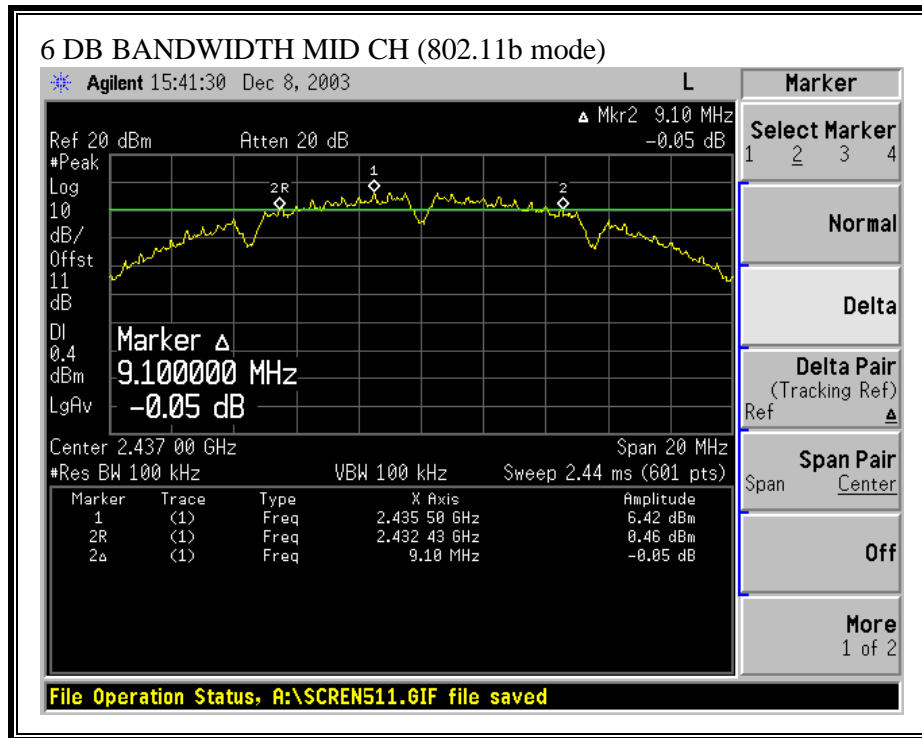 6 DB BANDWIDTH MID CH (802.11b mode)
Agilent 15:41:30 Dec 8, 2003 L
Marker
Δ Mkr2 9.10 MHz
Ref 20 dBm Atten 20 dB -0.05 dB
#Peak
Log
10
dB/
Offst
11
dB
DI
0.4
dBm
LgAv
1
2R
2
Marker Δ
9.100000 MHz
-0.05 dB
Center 2.437 00 GHz Span 20 MHz
#Res BW 100 kHz VBW 100 kHz Sweep 2.44 ms (601 pts)
Marker Trace Type X Axis Amplitude
1 (1) Freq 2.435 50 GHz 6.42 dBm
2R (1) Freq 2.432 43 GHz 0.46 dBm
2Δ (1) Freq 9.10 MHz -0.05 dB
Select Marker
1 2 3 4
Normal
Delta
Delta Pair
(Tracking Ref)
Ref Δ
Span Pair
Span Center
Off
More
1 of 2
File Operation Status, A:\SCREN511.GIF file saved